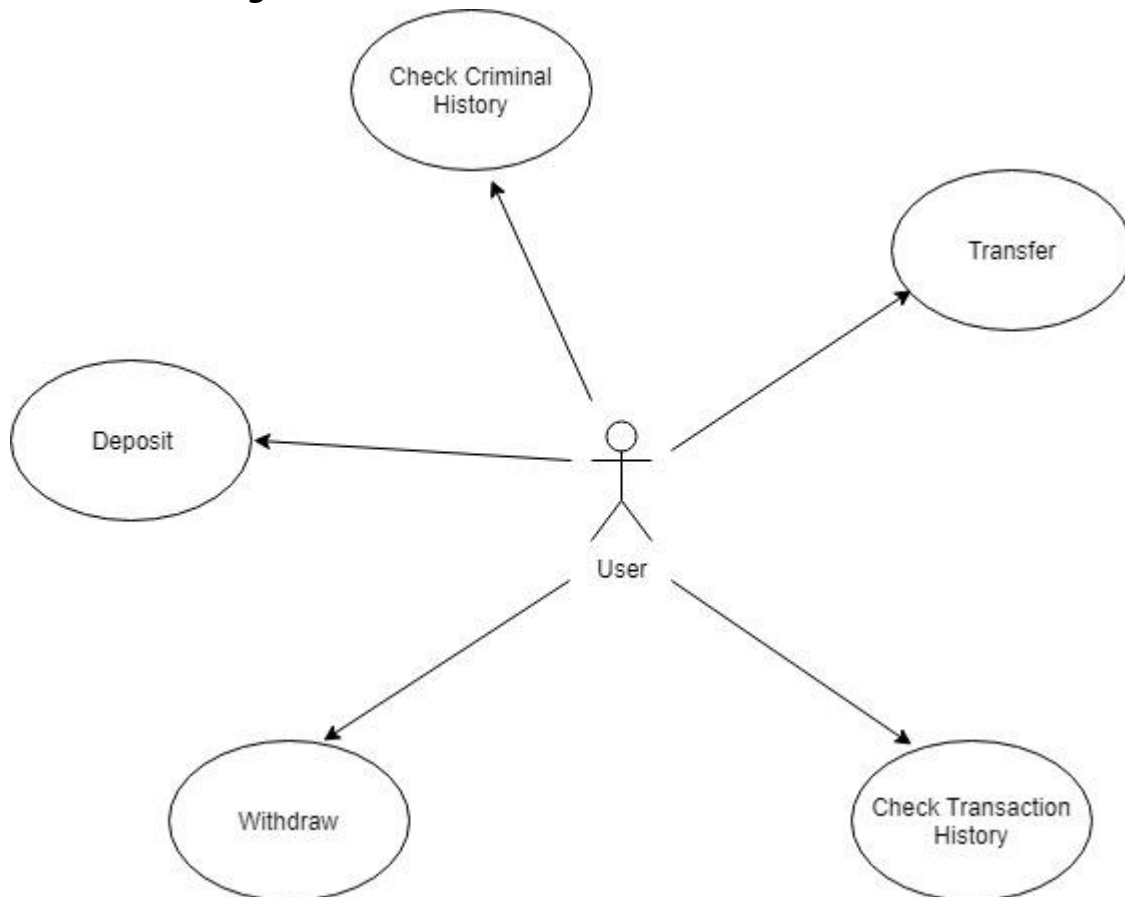 Check Criminal
History
Transfer
Deposit
User
Withdraw
Check Transaction
History